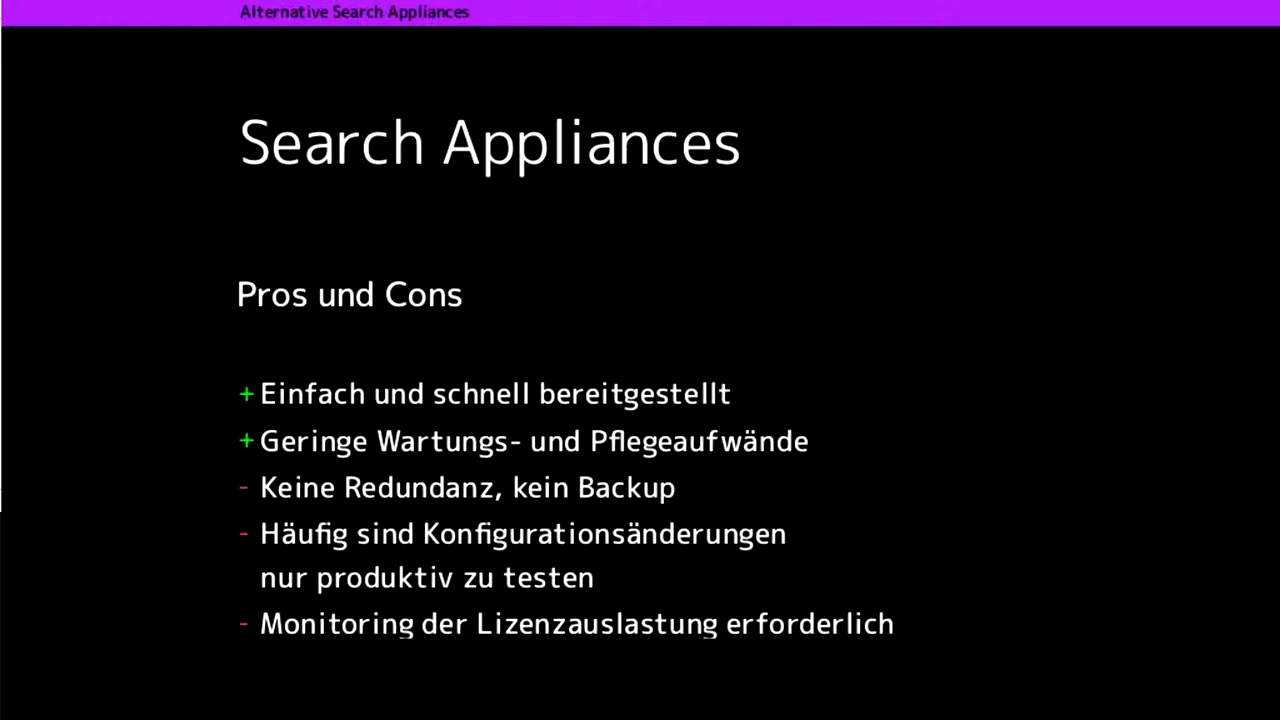 Alternative Search Appliances
Search Appliances
Pros und Cons
+ Einfach und schnell bereitgestellt
+ Geringe Wartungs- und Pflegeaufwände
- Keine Redundanz, kein Backup
- Häufig sind Konfigurationsänderungen
nur produktiv zu testen
- Monitoring der Lizenzauslastung erforderlich